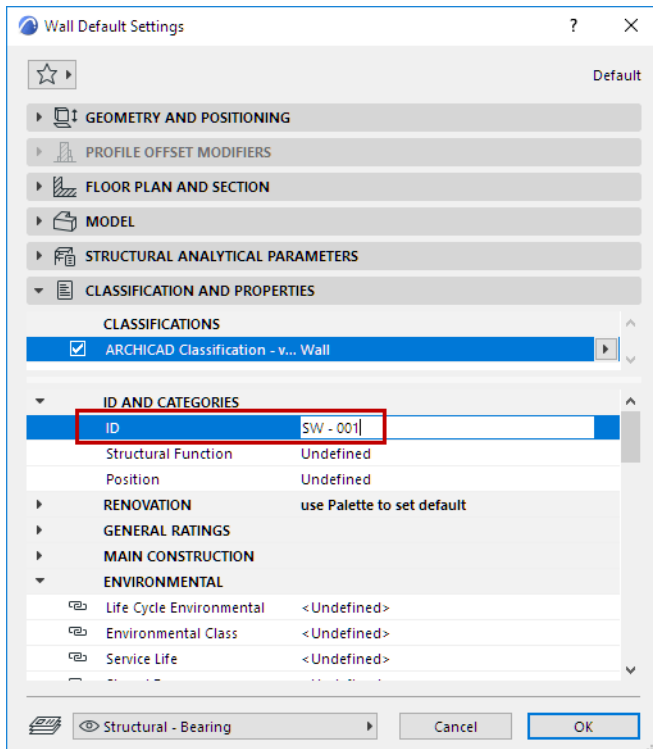 Wall Default Settings ? ×
Default
GEOMETRY AND POSITIONING
PROFILE OFFSET MODIFIERS
FLOOR PLAN AND SECTION
MODEL
STRUCTURAL ANALYTICAL PARAMETERS
CLASSIFICATION AND PROPERTIES
CLASSIFICATIONS
ARCHICAD Classification - v... Wall
ID AND CATEGORIES
ID SW - 001
Structural Function Undefined
Position Undefined
RENOVATION use Palette to set default
GENERAL RATINGS
MAIN CONSTRUCTION
ENVIRONMENTAL
Life Cycle Environmental <Undefined>
Environmental Class <Undefined>
Service Life <Undefined>
Structural - Bearing Cancel OK